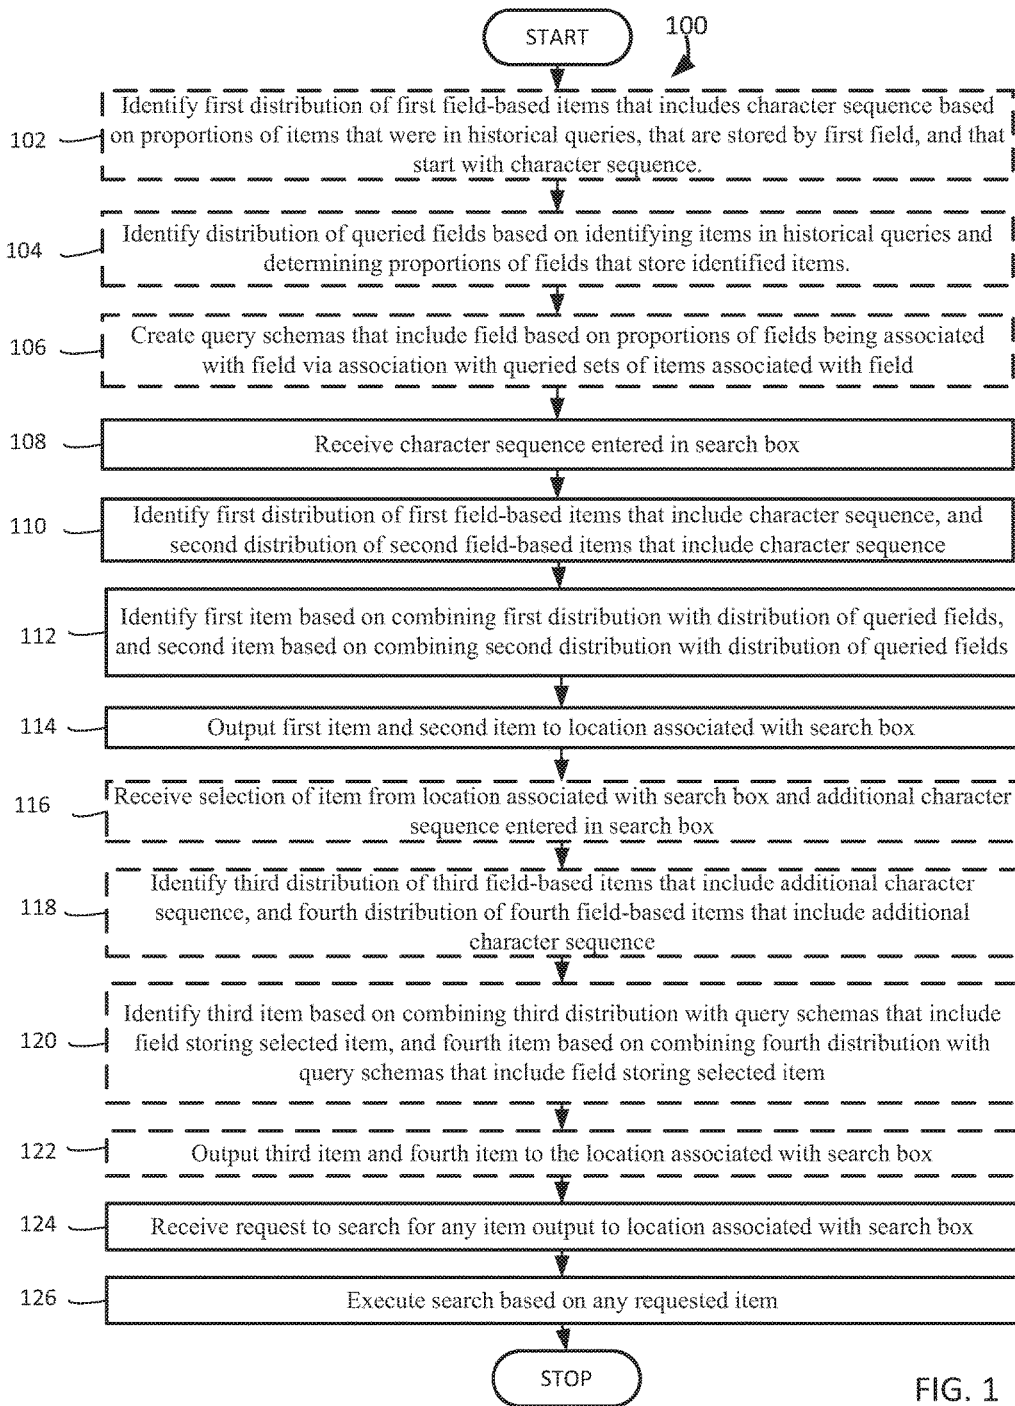 START
100
102
Identify first distribution of first field-based items that includes character sequence based
on proportions of items that were in historical queries, that are stored by first field, and that
start with character sequence.
104
Identify distribution of queried fields based on identifying items in historical queries and
determining proportions of fields that store identified items.
106
Create query schemas that include field based on proportions of fields being associated
with field via association with queried sets of items associated with field
108
Receive character sequence entered in search box
110
Identify first distribution of first field-based items that include character sequence, and
second distribution of second field-based items that include character sequence
112
Identify first item based on combining first distribution with distribution of queried fields,
and second item based on combining second distribution with distribution of queried fields
114
Output first item and second item to location associated with search box
116
Receive selection of item from location associated with search box and additional character
sequence entered in search box
118
Identify third distribution of third field-based items that include additional character
sequence, and fourth distribution of fourth field-based items that include additional
character sequence
120
Identify third item based on combining third distribution with query schemas that include
field storing selected item, and fourth item based on combining fourth distribution with
query schemas that include field storing selected item
122
Output third item and fourth item to the location associated with search box
124
Receive request to search for any item output to location associated with search box
126
Execute search based on any requested item
STOP
FIG. 1